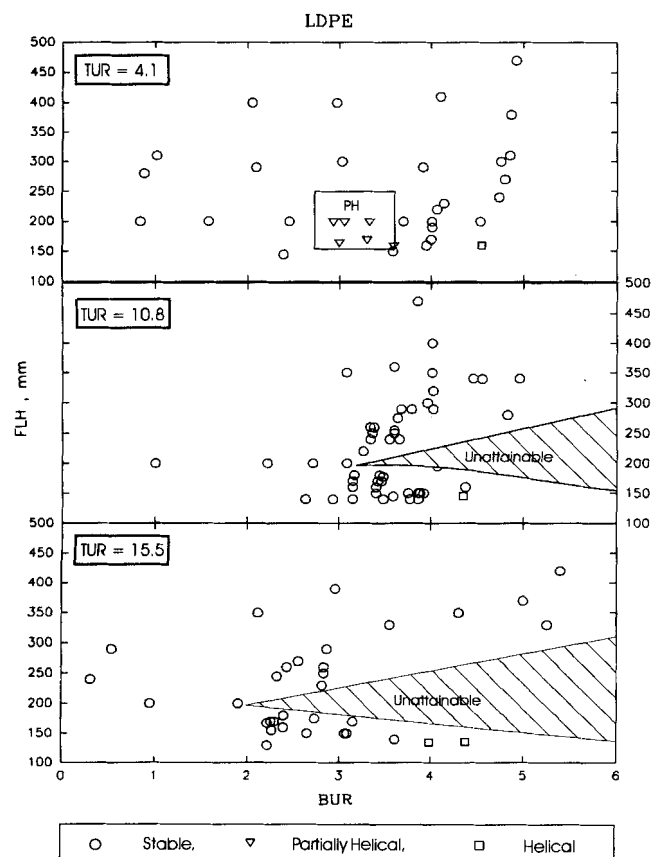 LDPE
500
450
TUR = 4.1
400
350
300
250
PH
200
150
100
500
450
TUR = 10.8
400
350
300
FLH , mm
250
Unattainable
200
150
100
500
TUR = 15.5
450
400
350
300
250
200
Unattainable
150
100
0 1 2 3 4 5 6
BUR
Stable, Partially Helical, Helical